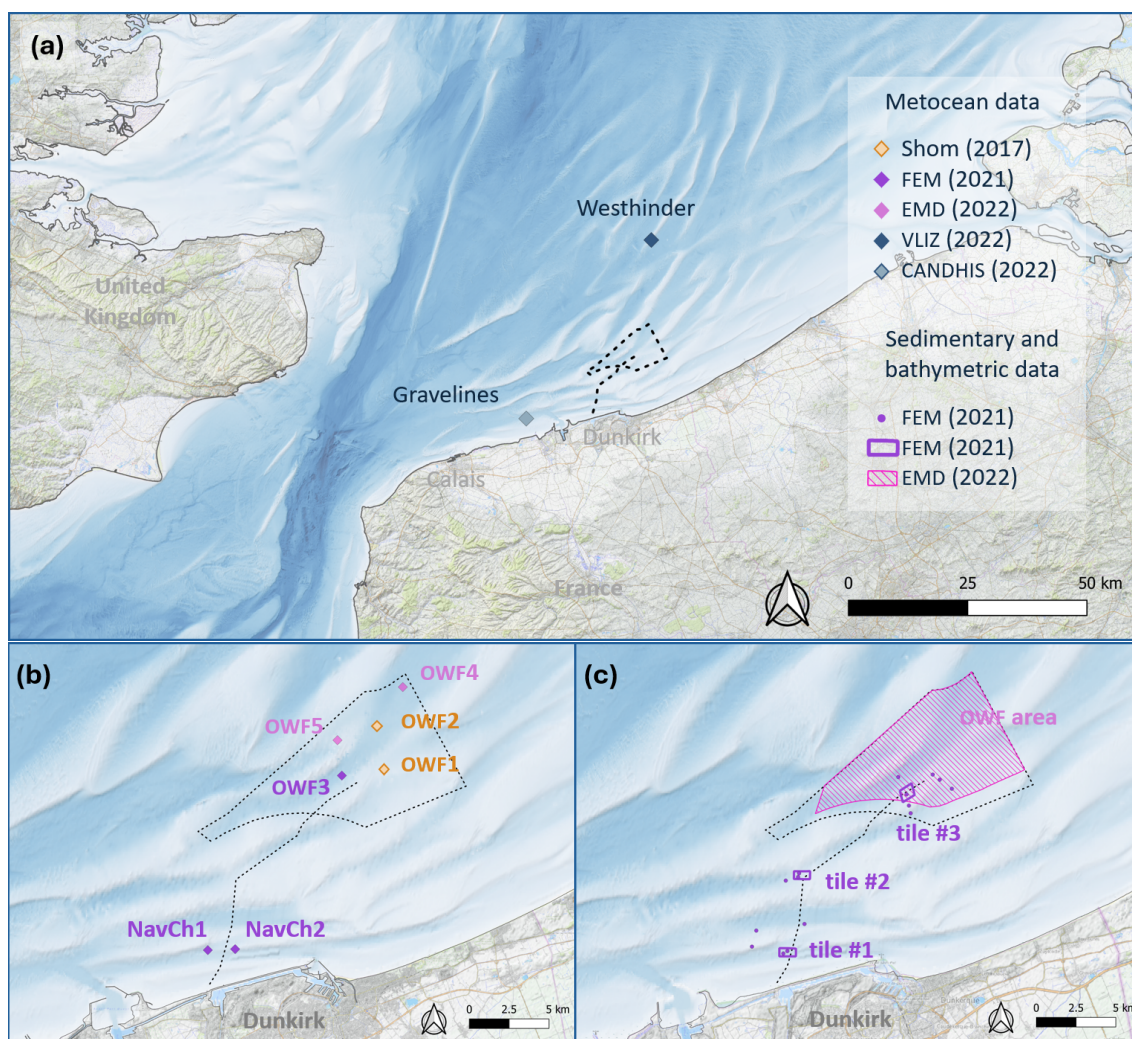 (a)
Metocean data
Shom (2017)
FEM (2021)
EMD (2022)
VLIZ (2022)
CANDHIS (2022)
Sedimentary and
bathymetric data
FEM (2021)
FEM (2021)
EMD (2022)
Westhinder
United
Kingdom
Gravelines
Dunkirk
Calais
France
0
25
50 km
(b)
OWF4
OWF2
OWF5
OWF1
OWF3
NavCh1
NavCh2
Dunkirk
0
2.5
5 km
(c)
OWF area
tile #3
tile #2
tile #1
Dunkirk
0
2.5
5 km